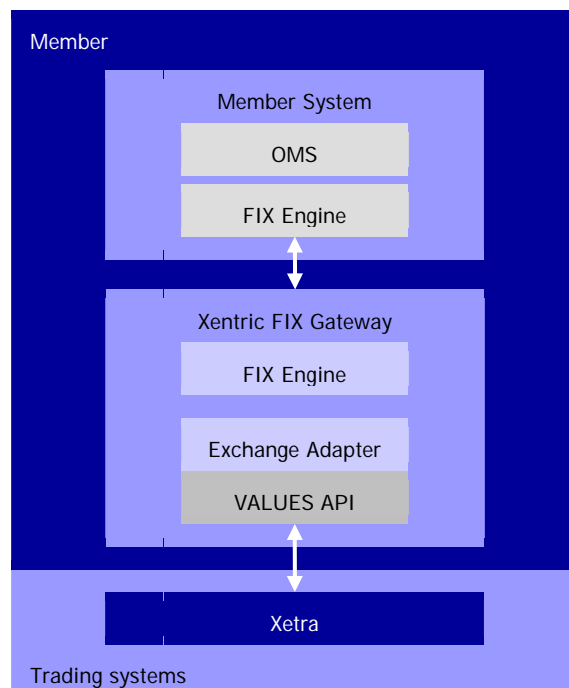 Member
Member System
OMS
FIX Engine
Xentric FIX Gateway
FIX Engine
Exchange Adapter
VALUES API
Xetra
Trading systems